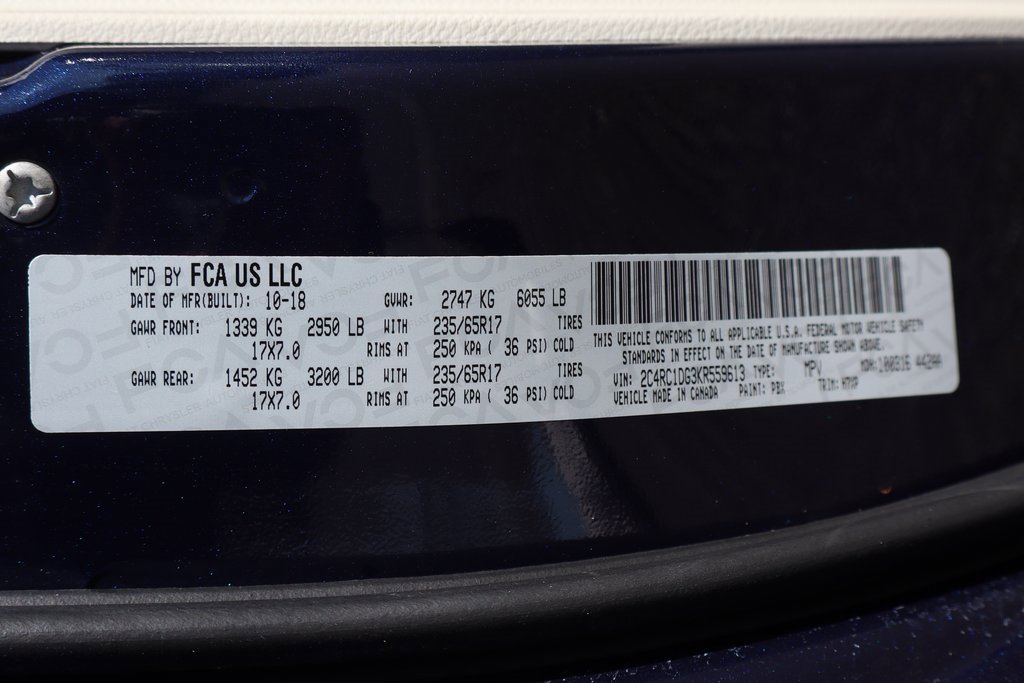 MFD BY FCA US LLC
DATE OF MFR(BUILT): 10-18 GVWR: 2747 KG 6055 LB
GAWR FRONT: 1339 KG 2950 LB WITH 235/65R17 TIRES
17X7.0 RIMS AT 250 KPA ( 36 PSI) COLD
GAWR REAR: 1452 KG 3200 LB WITH 235/65R17 TIRES
17X7.0 RIMS AT 250 KPA ( 36 PSI) COLD
THIS VEHICLE CONFORMS TO ALL APPLICABLE U.S.A. FEDERAL MOTOR VEHICLE SAFETY
STANDARDS IN EFFECT ON THE DATE OF MANUFACTURE SHOWN ABOVE.
VIN: 2C4RC1DG3KR559613 TYPE: MPV
VEHICLE MADE IN CANADA PAINT: PBX TRIM: